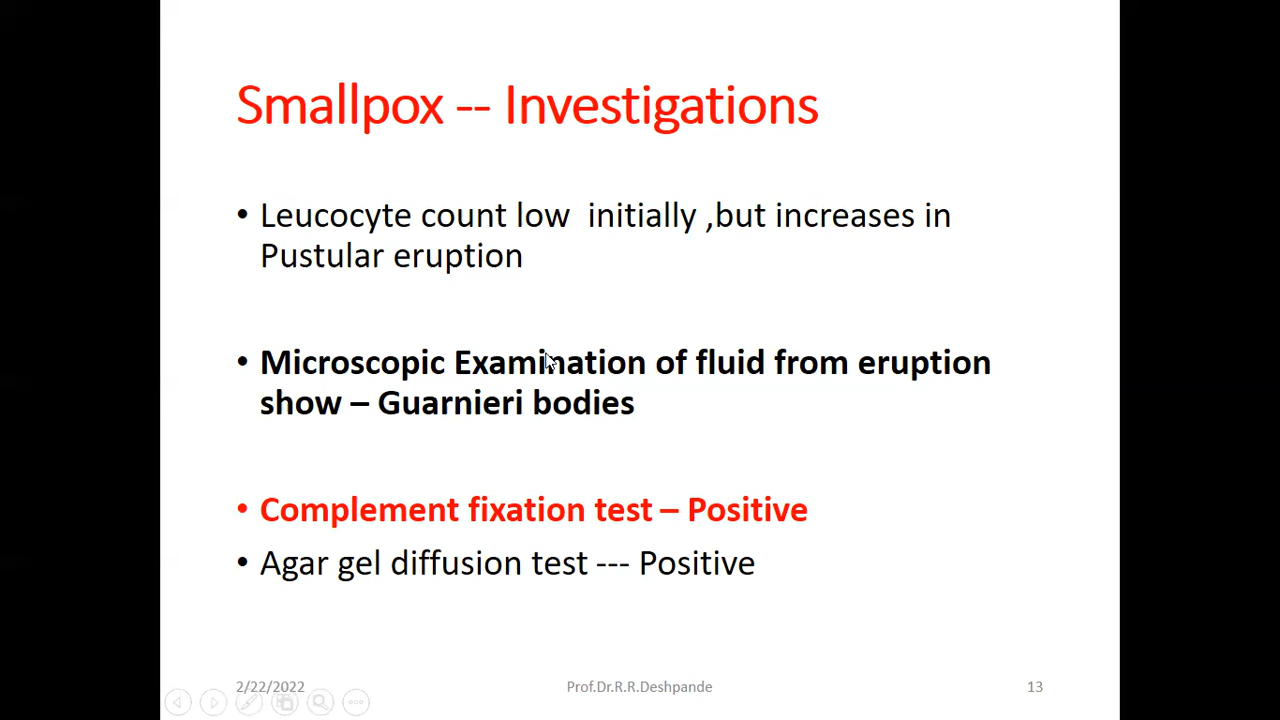 Smallpox -- Investigations
• Leucocyte count low  initially ,but increases in
Pustular eruption
• Microscopic Examination of fluid from eruption
show – Guarnieri bodies
• Complement fixation test – Positive
• Agar gel diffusion test --- Positive
2/22/2022
Prof.Dr.R.R.Deshpande
13